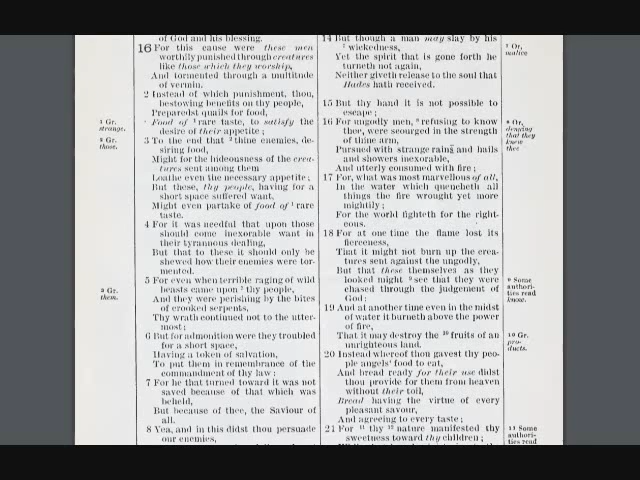 of God and his blessing.
16 For this cause were these men
worthily punished through creatures
like those which they worship,
And tormented through a multitude
of vermin.
2 Instead of which punishment, thou,
bestowing benefits on thy people,
Preparedst quails for food,
Food of 1 rare taste, to satisfy the
desire of their appetite;
3 To the end that 2 thine enemies, de-
siring food,
Might for the hideousness of the crea-
tures sent among them
Loathe even the necessary appetite;
But these, thy people, having for a
short space suffered want,
Might even partake of food of 1 rare
taste.
4 For it was needful that upon those
should come inexorable want in
their tyrannous dealing,
But that to these it should only be
shewed how their enemies were tor-
mented.
5 For even when terrible raging of wild
beasts came upon 3 thy people,
And they were perishing by the bites
of crooked serpents,
Thy wrath continued not to the utter-
most;
6 But for admonition were they troubled
for a short space,
Having a token of salvation,
To put them in remembrance of the
commandment of thy law;
7 For he that turned toward it was not
saved because of that which was
beheld,
But because of thee, the Saviour of
all.
8 Yea, and in this didst thou persuade
our enemies,
1 Gr.
strange.
2 Gr.
those.
3 Gr.
them.
14 But though a man may slay by his
7 wickedness,
Yet the spirit that is gone forth he
turneth not again,
Neither giveth release to the soul that
Hades hath received.
15 But thy hand it is not possible to
escape;
16 For ungodly men, 8 refusing to know
thee, were scourged in the strength
of thine arm,
Pursued with strange rains and hails
and showers inexorable,
And utterly consumed with fire;
17 For, what was most marvellous of all,
In the water which quencheth all
things the fire wrought yet more
mightily;
For the world fighteth for the right-
eous.
18 For at one time the flame lost its
fierceness,
That it might not burn up the crea-
tures sent against the ungodly,
But that these themselves as they
looked might 9 see that they were
chased through the judgement of
God:
19 And at another time even in the midst
of water it burneth above the power
of fire,
That it may destroy the 10 fruits of an
unrighteous land.
20 Instead whereof thou gavest thy peo-
ple angels' food to eat,
And bread ready for their use didst
thou provide for them from heaven
without their toil,
Bread having the virtue of every
pleasant savour,
And agreeing to every taste;
21 For 11 thy 12 nature manifested thy
sweetness toward thy children;
7 Or,
malice
8 Or,
denying
that they
knew
thee
9 Some
authori-
ties read
know.
10 Gr.
pro-
ducts.
11 Some
authori-
ties read